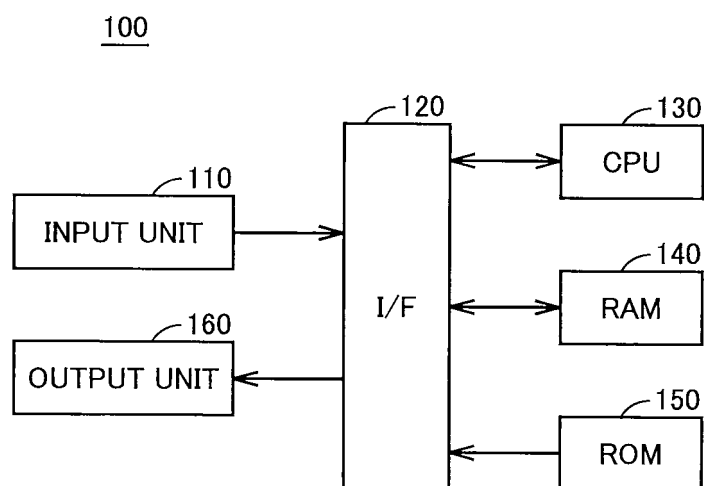 100
120
130
CPU
110
INPUT UNIT
140
I/F
RAM
160
OUTPUT UNIT
150
ROM